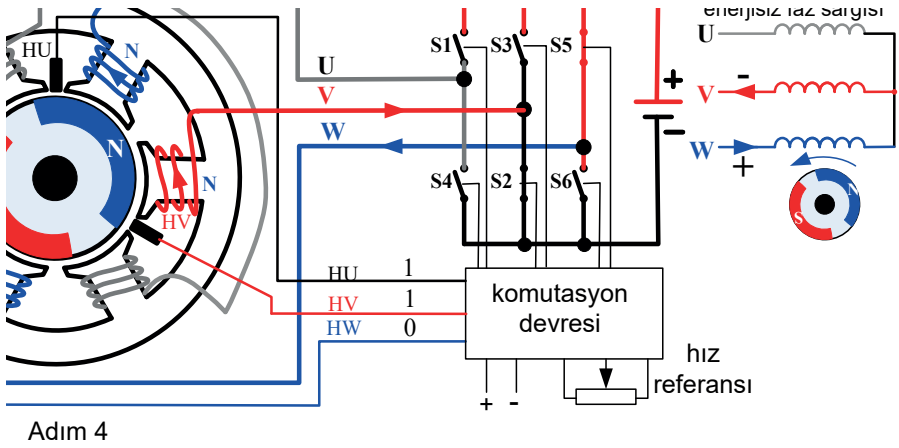 enerjisiz faz sargısı
HU
N
S1
S3
S5
U
U
V
+
-
-
V
N
W
W
+
N
S4
S2
S6
HV
N
S
HU 1
HV 1
HW 0
komutasyon
devresi
hız
referansı
+ -
Adım 4